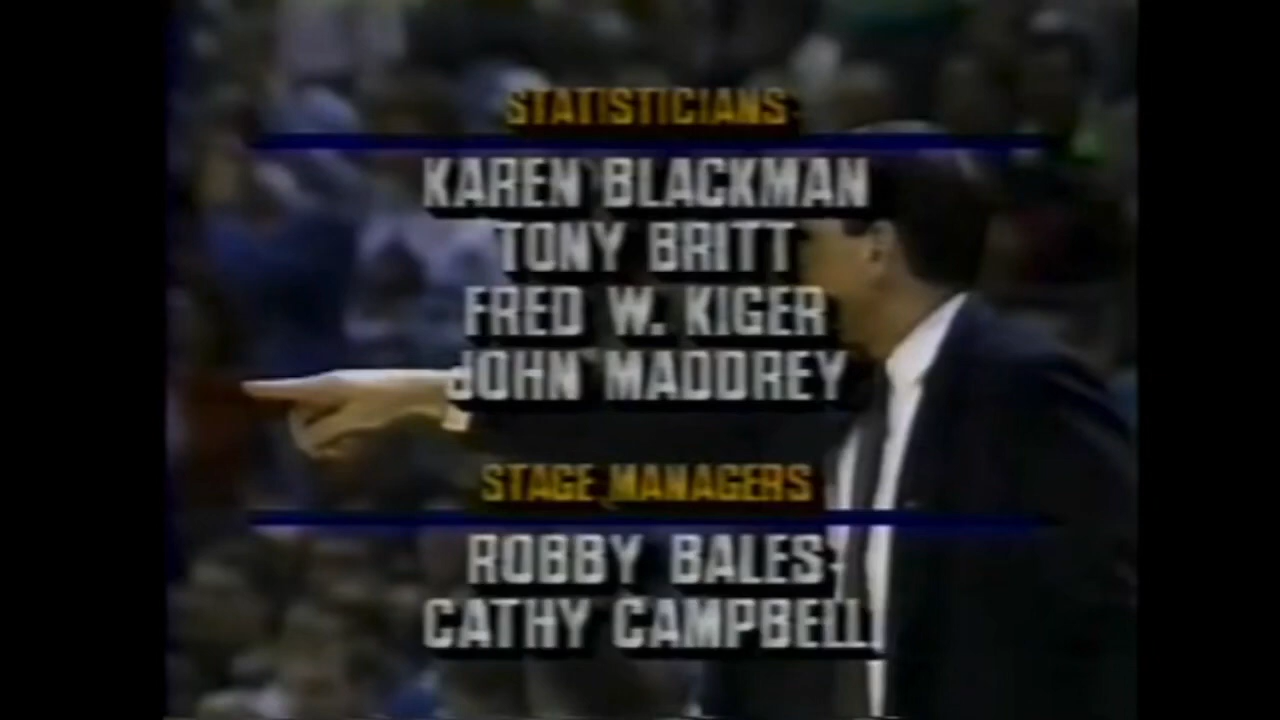 STATISTICIANS
KAREN BLACKMAN
TONY BRITT
FRED W. KIGER
JOHN MADDREY
STAGE MANAGERS
ROBBY BALES
CATHY CAMPBELL